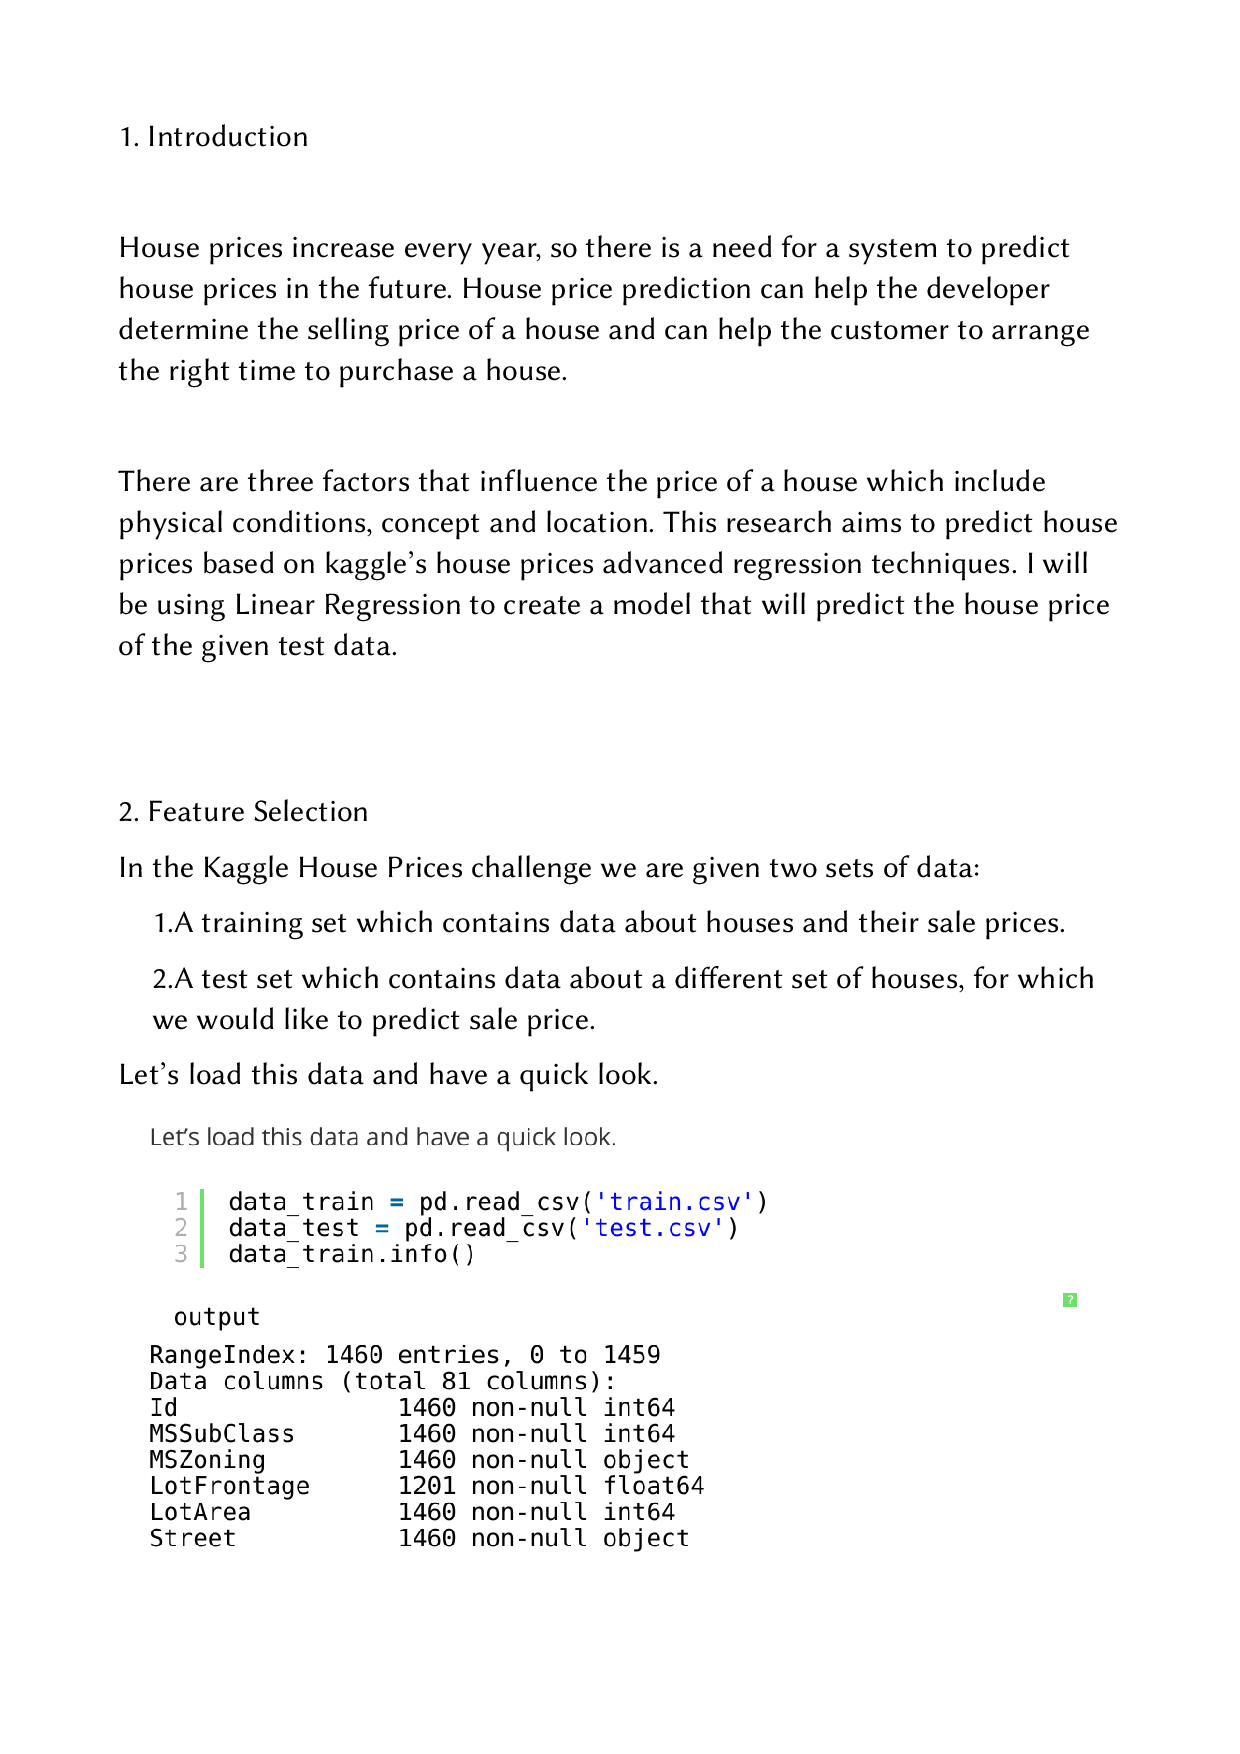 1. Introduction
House prices increase every year, so there is a need for a system to predict
house prices in the future. House price prediction can help the developer
determine the selling price of a house and can help the customer to arrange
the right time to purchase a house.
There are three factors that influence the price of a house which include
physical conditions, concept and location. This research aims to predict house
prices based on kaggle’s house prices advanced regression techniques. I will
be using Linear Regression to create a model that will predict the house price
of the given test data.
2. Feature Selection
In the Kaggle House Prices challenge we are given two sets of data:
1.A training set which contains data about houses and their sale prices.
2.A test set which contains data about a different set of houses, for which
we would like to predict sale price.
Let’s load this data and have a quick look.
Let’s load this data and have a quick look.
1 data_train = pd.read_csv('train.csv')
2 data_test = pd.read_csv('test.csv')
3 data_train.info()
?
output
RangeIndex: 1460 entries, 0 to 1459
Data columns (total 81 columns):
Id 1460 non-null int64
MSSubClass 1460 non-null int64
MSZoning 1460 non-null object
LotFrontage 1201 non-null float64
LotArea 1460 non-null int64
Street 1460 non-null object